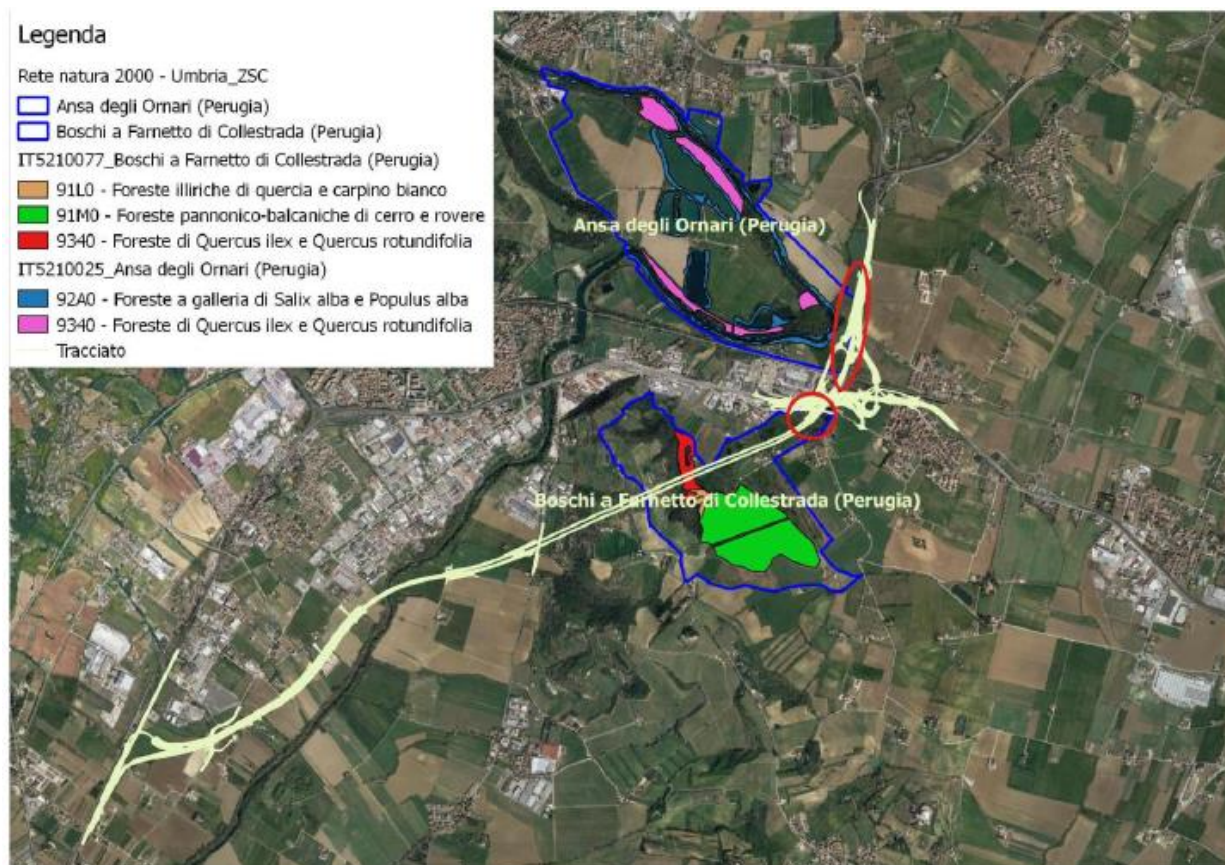 Legenda
Rete natura 2000 - Umbria_ZSC
Ansa degli Ornari (Perugia)
Boschi a Farnetto di Collestrada (Perugia)
IT5210077_Boschi a Farnetto di Collestrada (Perugia)
91L0 - Foreste illiriche di quercia e carpino bianco
91M0 - Foreste pannonico-balcaniche di cerro e rovere
9340 - Foreste di Quercus ilex e Quercus rotundifolia
IT5210025_Ansa degli Ornari (Perugia)
92A0 - Foreste a galleria di Salix alba e Populus alba
9340 - Foreste di Quercus ilex e Quercus rotundifolia
Tracciato
Ansa degli Ornari (Perugia)
Boschi a Farnetto di Collestrada (Perugia)